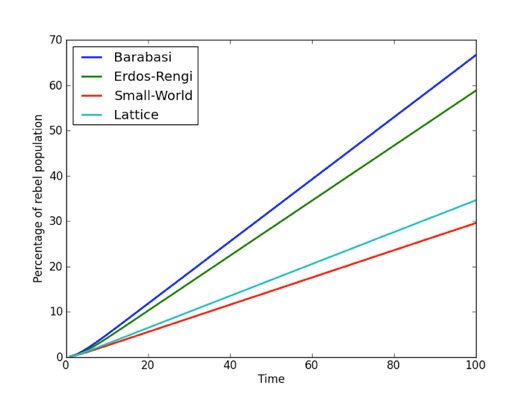 70
60
50
40
30
20
10
0
Percentage of rebel population
Barabasi
Erdos-Rengi
Small-World
Lattice
0 20 40 60 80 100
Time